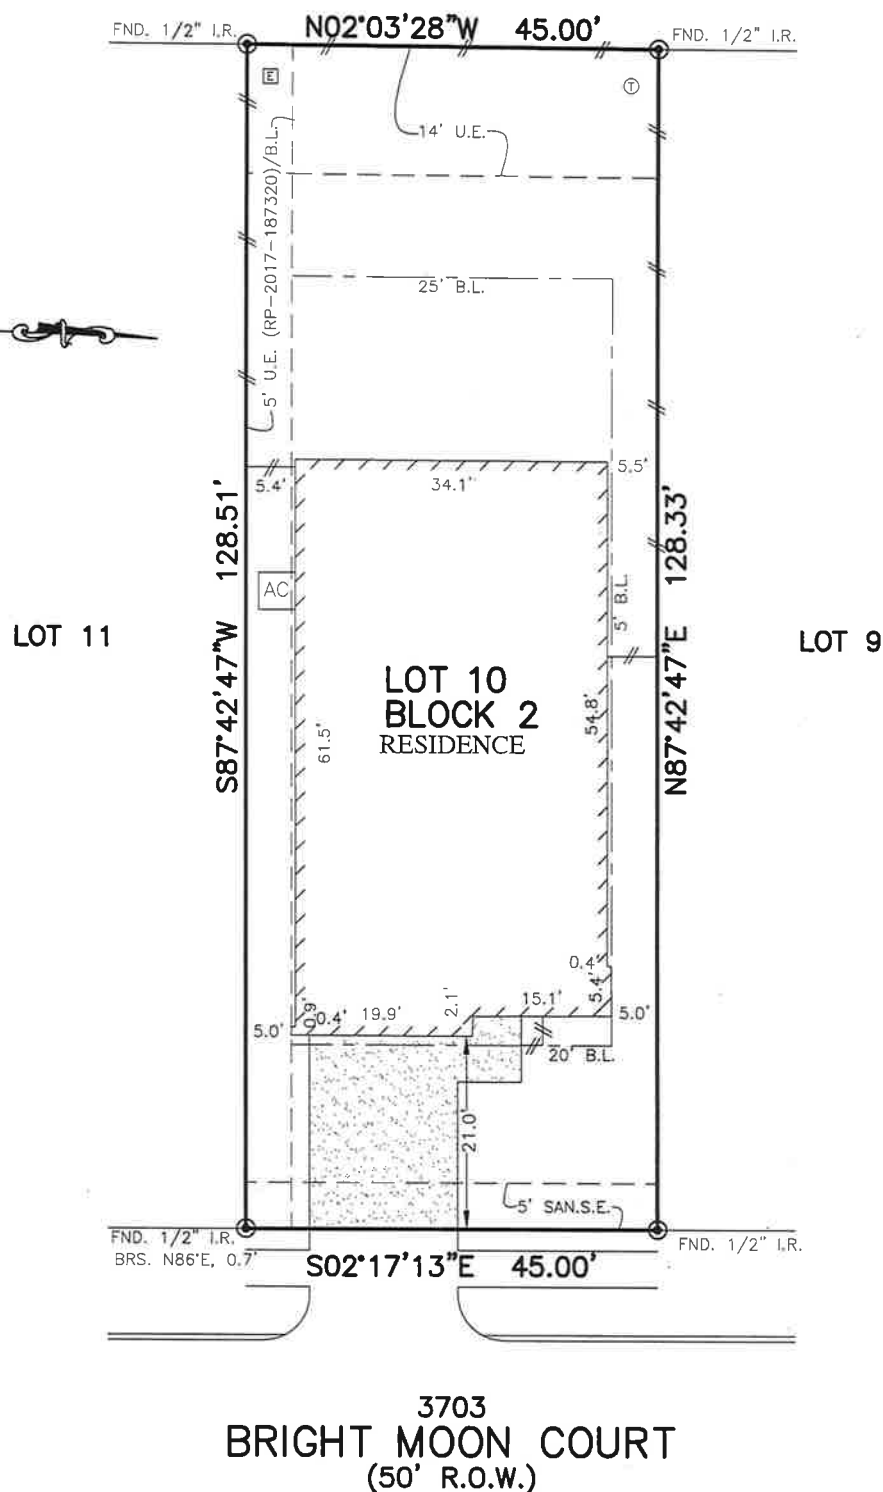 FND. 1/2" I.R.
N02°03'28"W 45.00'
FND. 1/2" I.R.
E
T
14' U.E.
5' U.E. (RP-2017-187320)/B.L.
25' B.L.
5.4'
34.1'
5.5'
S87°42'47"W 128.51'
N87°42'47"E 128.33'
AC
5' B.L.
LOT 11
LOT 9
LOT 10
BLOCK 2
RESIDENCE
61.5'
54.8'
0.4'
5.4'
15.1'
2.1'
19.9'
0.4'
0.9'
5.0'
5.0'
20' B.L.
21.0'
5' SAN.S.E.
FND. 1/2" I.R.
BRS. N86°E, 0.7'
S02°17'13"E 45.00'
FND. 1/2" I.R.
3703
BRIGHT MOON COURT
(50' R.O.W.)